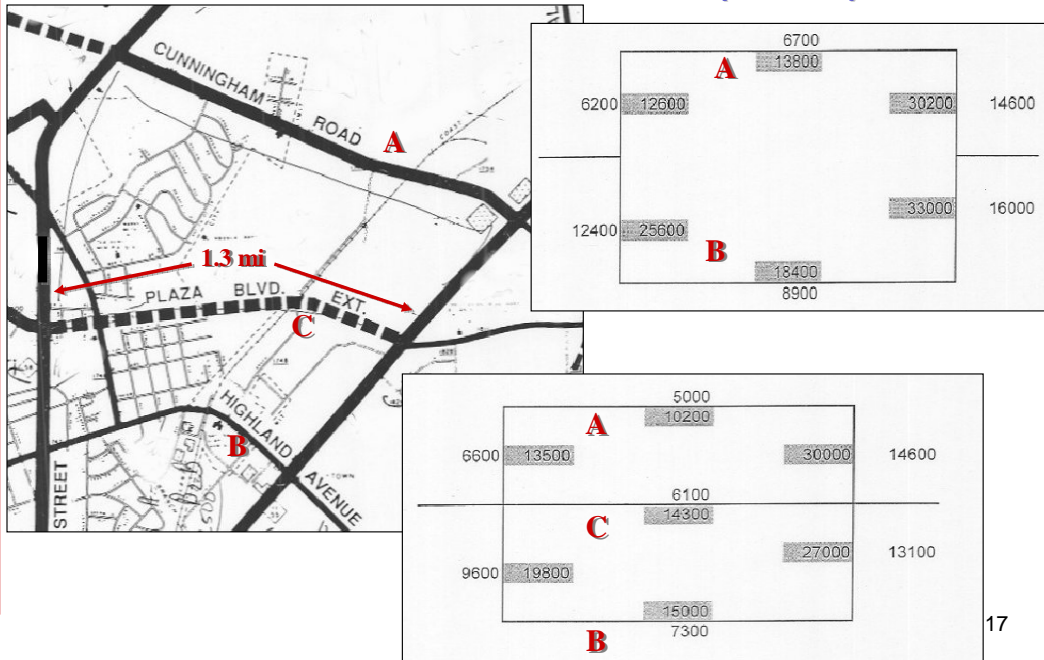 CUNNINGHAM
ROAD
A
1.3 mi
PLAZA BLVD. EXT.
C
HIGHLAND
AVENUE
B
STREET
TOWN
6700
13800
A
6200 12600
30200 14600
33000 16000
12400 25600
B
18400
8900
5000
10200
A
6600 13500
30000 14600
6100
14300
C
27000 13100
9600 19800
15000
7300
B
17